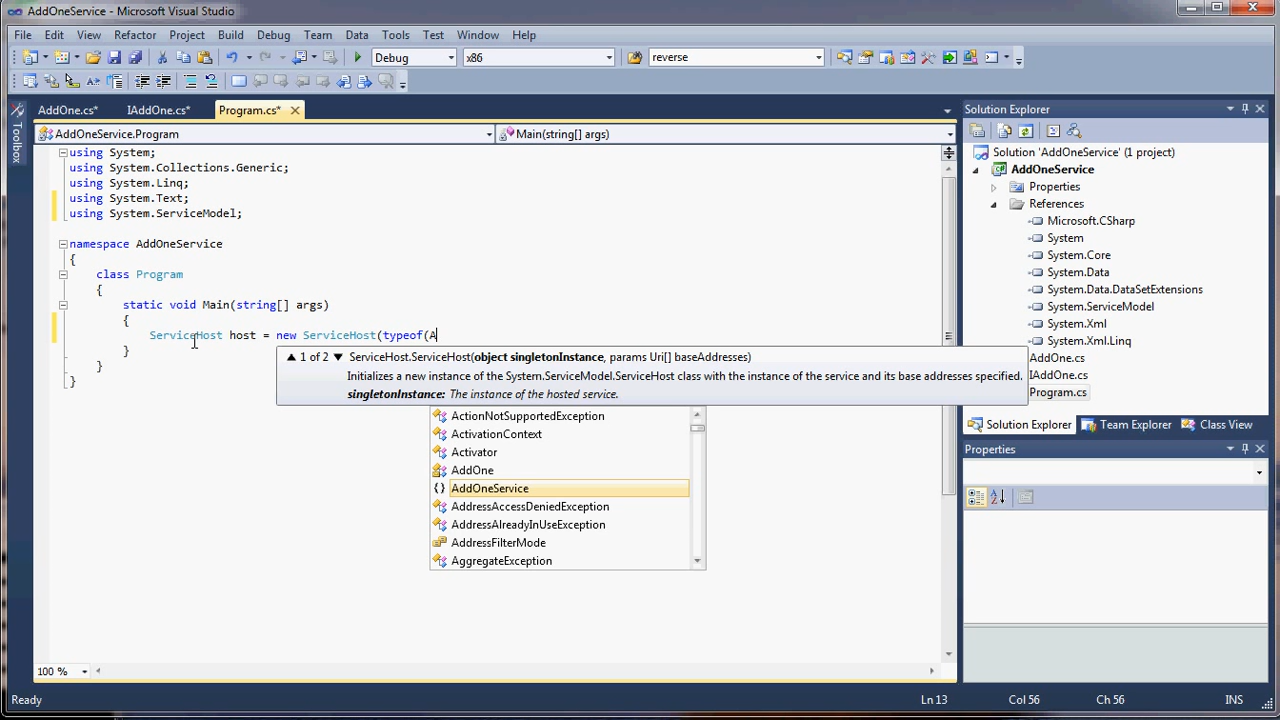 AddOneService - Microsoft Visual Studio
File Edit View Refactor Project Build Debug Team Data Tools Test Window Help
Debug x86 reverse
AddOne.cs* IAddOne.cs* Program.cs*
AddOneService.Program Main(string[] args)
Toolbox
using System;
using System.Collections.Generic;
using System.Linq;
using System.Text;
using System.ServiceModel;
namespace AddOneService
{
class Program
{
static void Main(string[] args)
{
ServiceHost host = new ServiceHost(typeof(A
}
}
}
1 of 2 ServiceHost.ServiceHost(object singletonInstance, params Uri[] baseAddresses)
Initializes a new instance of the System.ServiceModel.ServiceHost class with the instance of the service and its base addresses specified.
singletonInstance: The instance of the hosted service.
ActionNotSupportedException
ActivationContext
Activator
AddOne
{} AddOneService
AddressAccessDeniedException
AddressAlreadyInUseException
AddressFilterMode
AggregateException
100 %
Solution Explorer
Solution 'AddOneService' (1 project)
AddOneService
Properties
References
Microsoft.CSharp
System
System.Core
System.Data
System.Data.DataSetExtensions
System.ServiceModel
System.Xml
System.Xml.Linq
AddOne.cs
IAddOne.cs
Program.cs
Solution Explorer Team Explorer Class View
Properties
Ready Ln 13 Col 56 Ch 56 INS